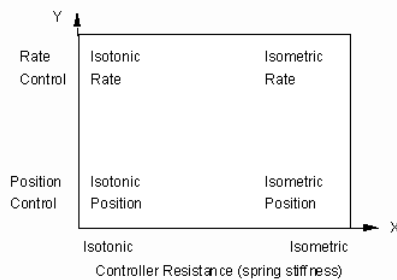 Y
Rate Isotonic Isometric
Control Rate Rate
Position Isotonic Isometric
Control Position Position
X
Isotonic Isometric
Controller Resistance (spring stiffness)